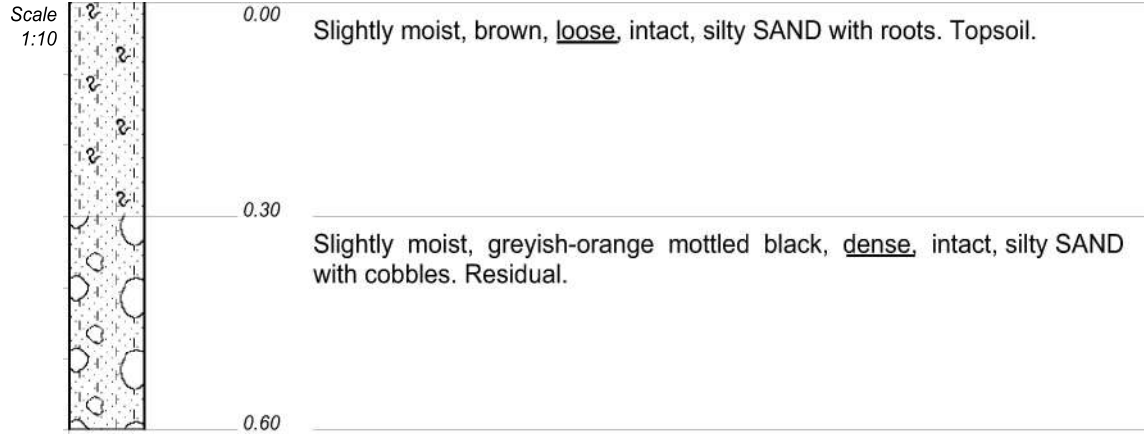 Scale
1:10
0.00
Slightly moist, brown, loose, intact, silty SAND with roots. Topsoil.
0.30
Slightly moist, greyish-orange mottled black, dense, intact, silty SAND
with cobbles. Residual.
0.60